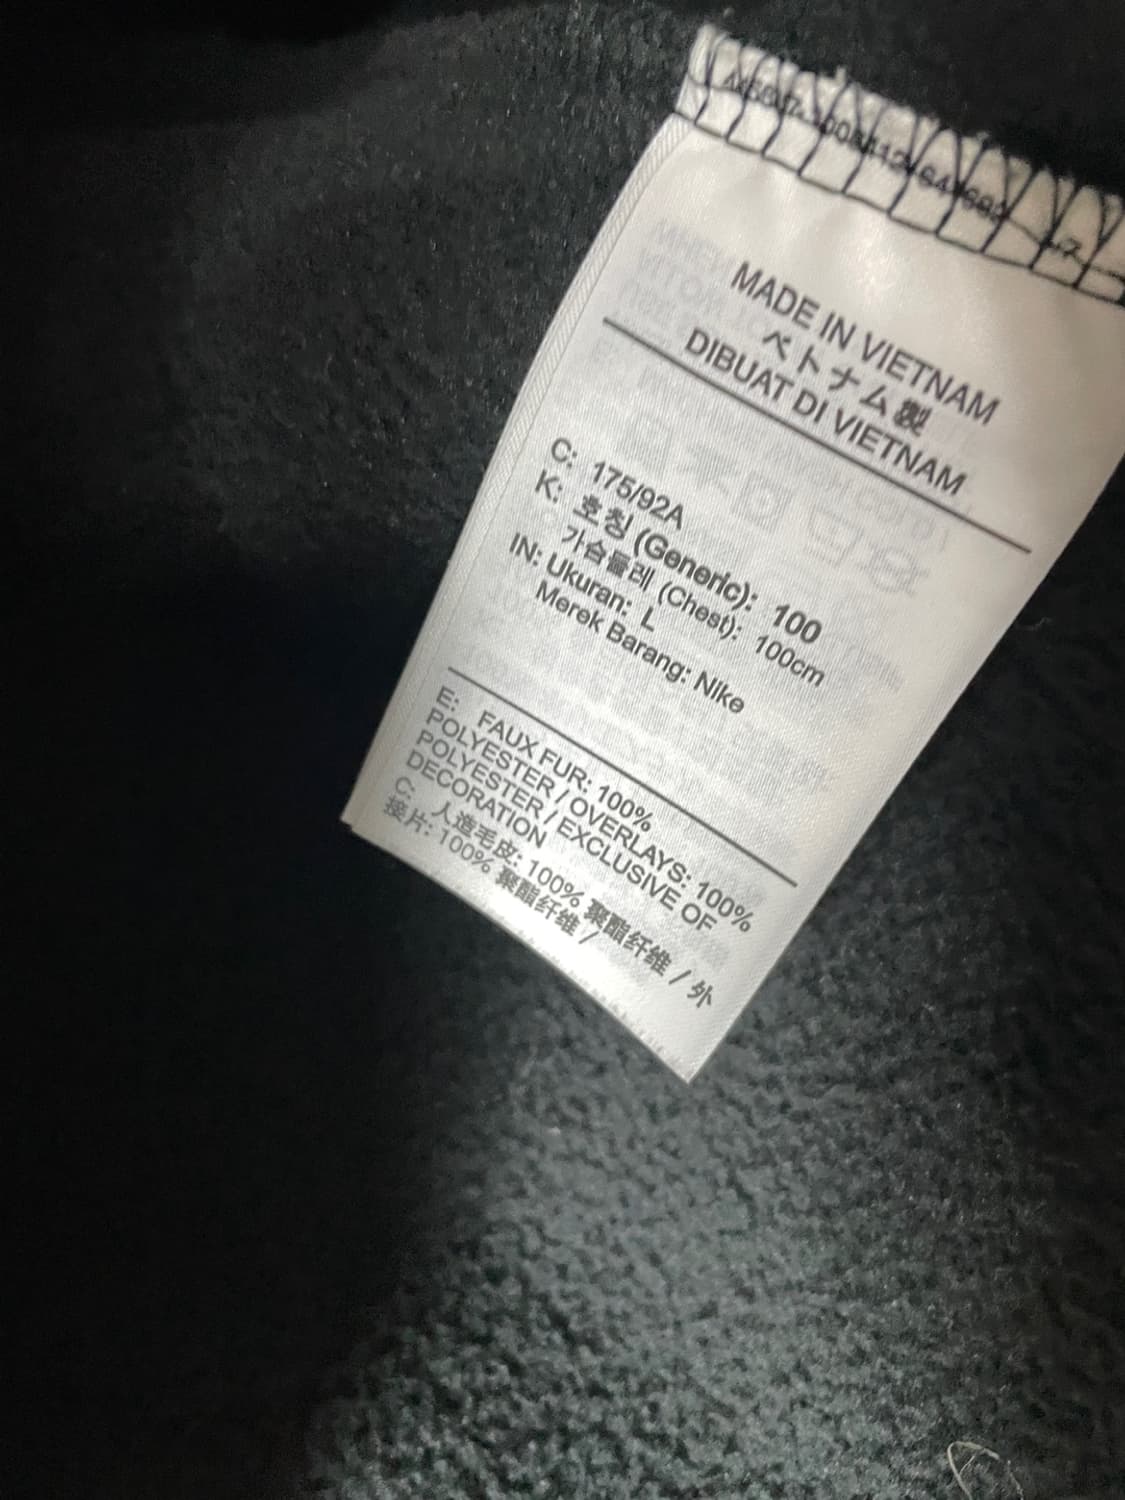 MADE IN VIETNAM
ベトナム製
DIBUAT DI VIETNAM
C: 175/92A
K: 호칭 (Generic): 100
가슴둘레 (Chest): 100cm
IN: Ukuran: L
Merek Barang: Nike
E: FAUX FUR: 100%
POLYESTER / OVERLAYS: 100%
POLYESTER / EXCLUSIVE OF
DECORATION
C: 人造毛皮: 100% 聚酯纤维 / 外
接片: 100% 聚酯纤维 /